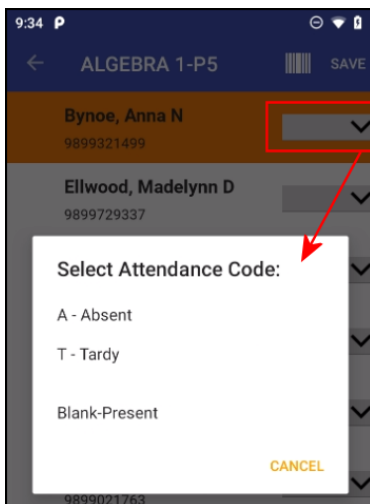 9:34 P
ALGEBRA 1-P5 SAVE
Bynoe, Anna N
9899321499
Ellwood, Madelynn D
9899729337
Select Attendance Code:
A - Absent
T - Tardy
Blank-Present
CANCEL
9899021763